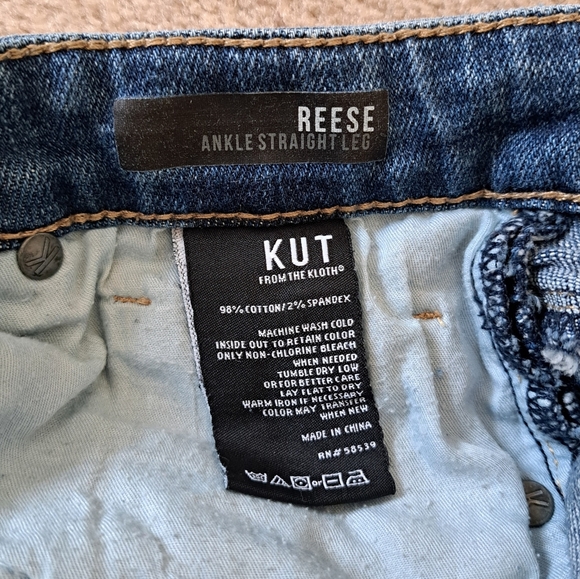 REESE
ANKLE STRAIGHT LEG
KUT
FROM THE KLOTH®
98% COTTON/2% SPANDEX
MACHINE WASH COLD
INSIDE OUT TO RETAIN COLOR
ONLY NON-CHLORINE BLEACH
WHEN NEEDED
TUMBLE DRY LOW
OR FOR BETTER CARE
LAY FLAT TO DRY
WARM IRON IF NECESSARY
COLOR MAY TRANSFER
WHEN NEW
MADE IN CHINA
RN# 58539
or